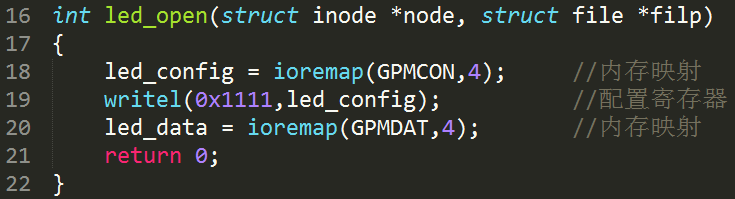 16 int led_open(struct inode *node, struct file *filp)
17 {
18     led_config = ioremap(GPMCON,4);     //内存映射
19     writel(0x1111,led_config);          //配置寄存器
20     led_data = ioremap(GPMDAT,4);       //内存映射
21     return 0;
22 }